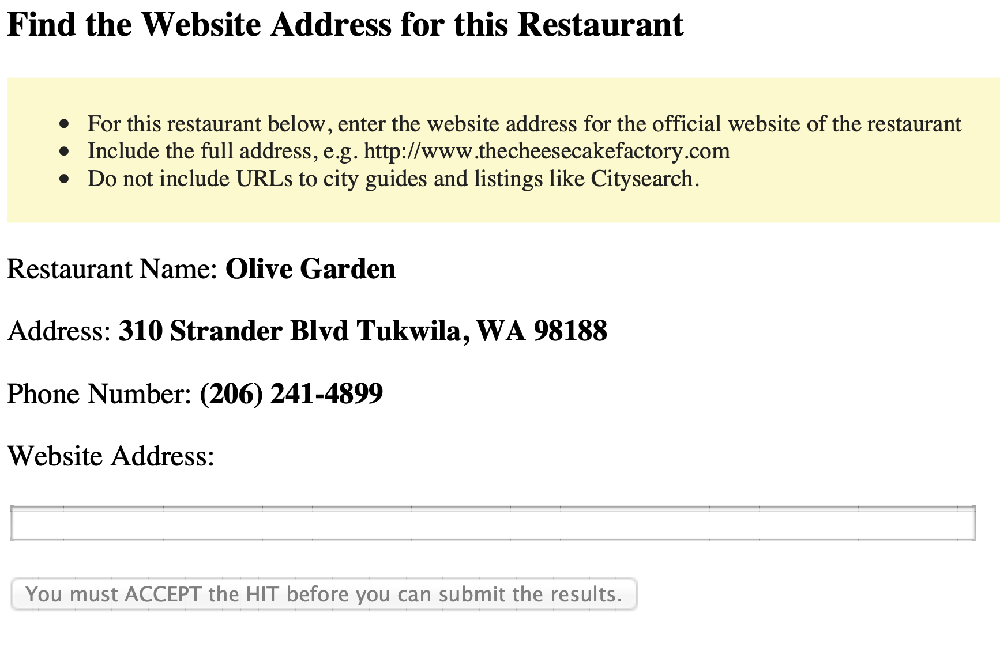 Find the Website Address for this Restaurant
• For this restaurant below, enter the website address for the official website of the restaurant
• Include the full address, e.g. http://www.thecheesecakefactory.com
• Do not include URLs to city guides and listings like Citysearch.
Restaurant Name: Olive Garden
Address: 310 Strander Blvd Tukwila, WA 98188
Phone Number: (206) 241-4899
Website Address:
You must ACCEPT the HIT before you can submit the results.